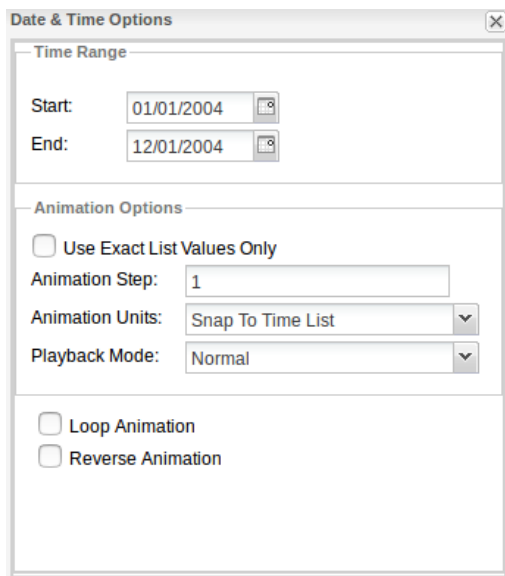 Date & Time Options
Time Range
Start: 01/01/2004
End: 12/01/2004
Animation Options
Use Exact List Values Only
Animation Step: 1
Animation Units: Snap To Time List
Playback Mode: Normal
Loop Animation
Reverse Animation